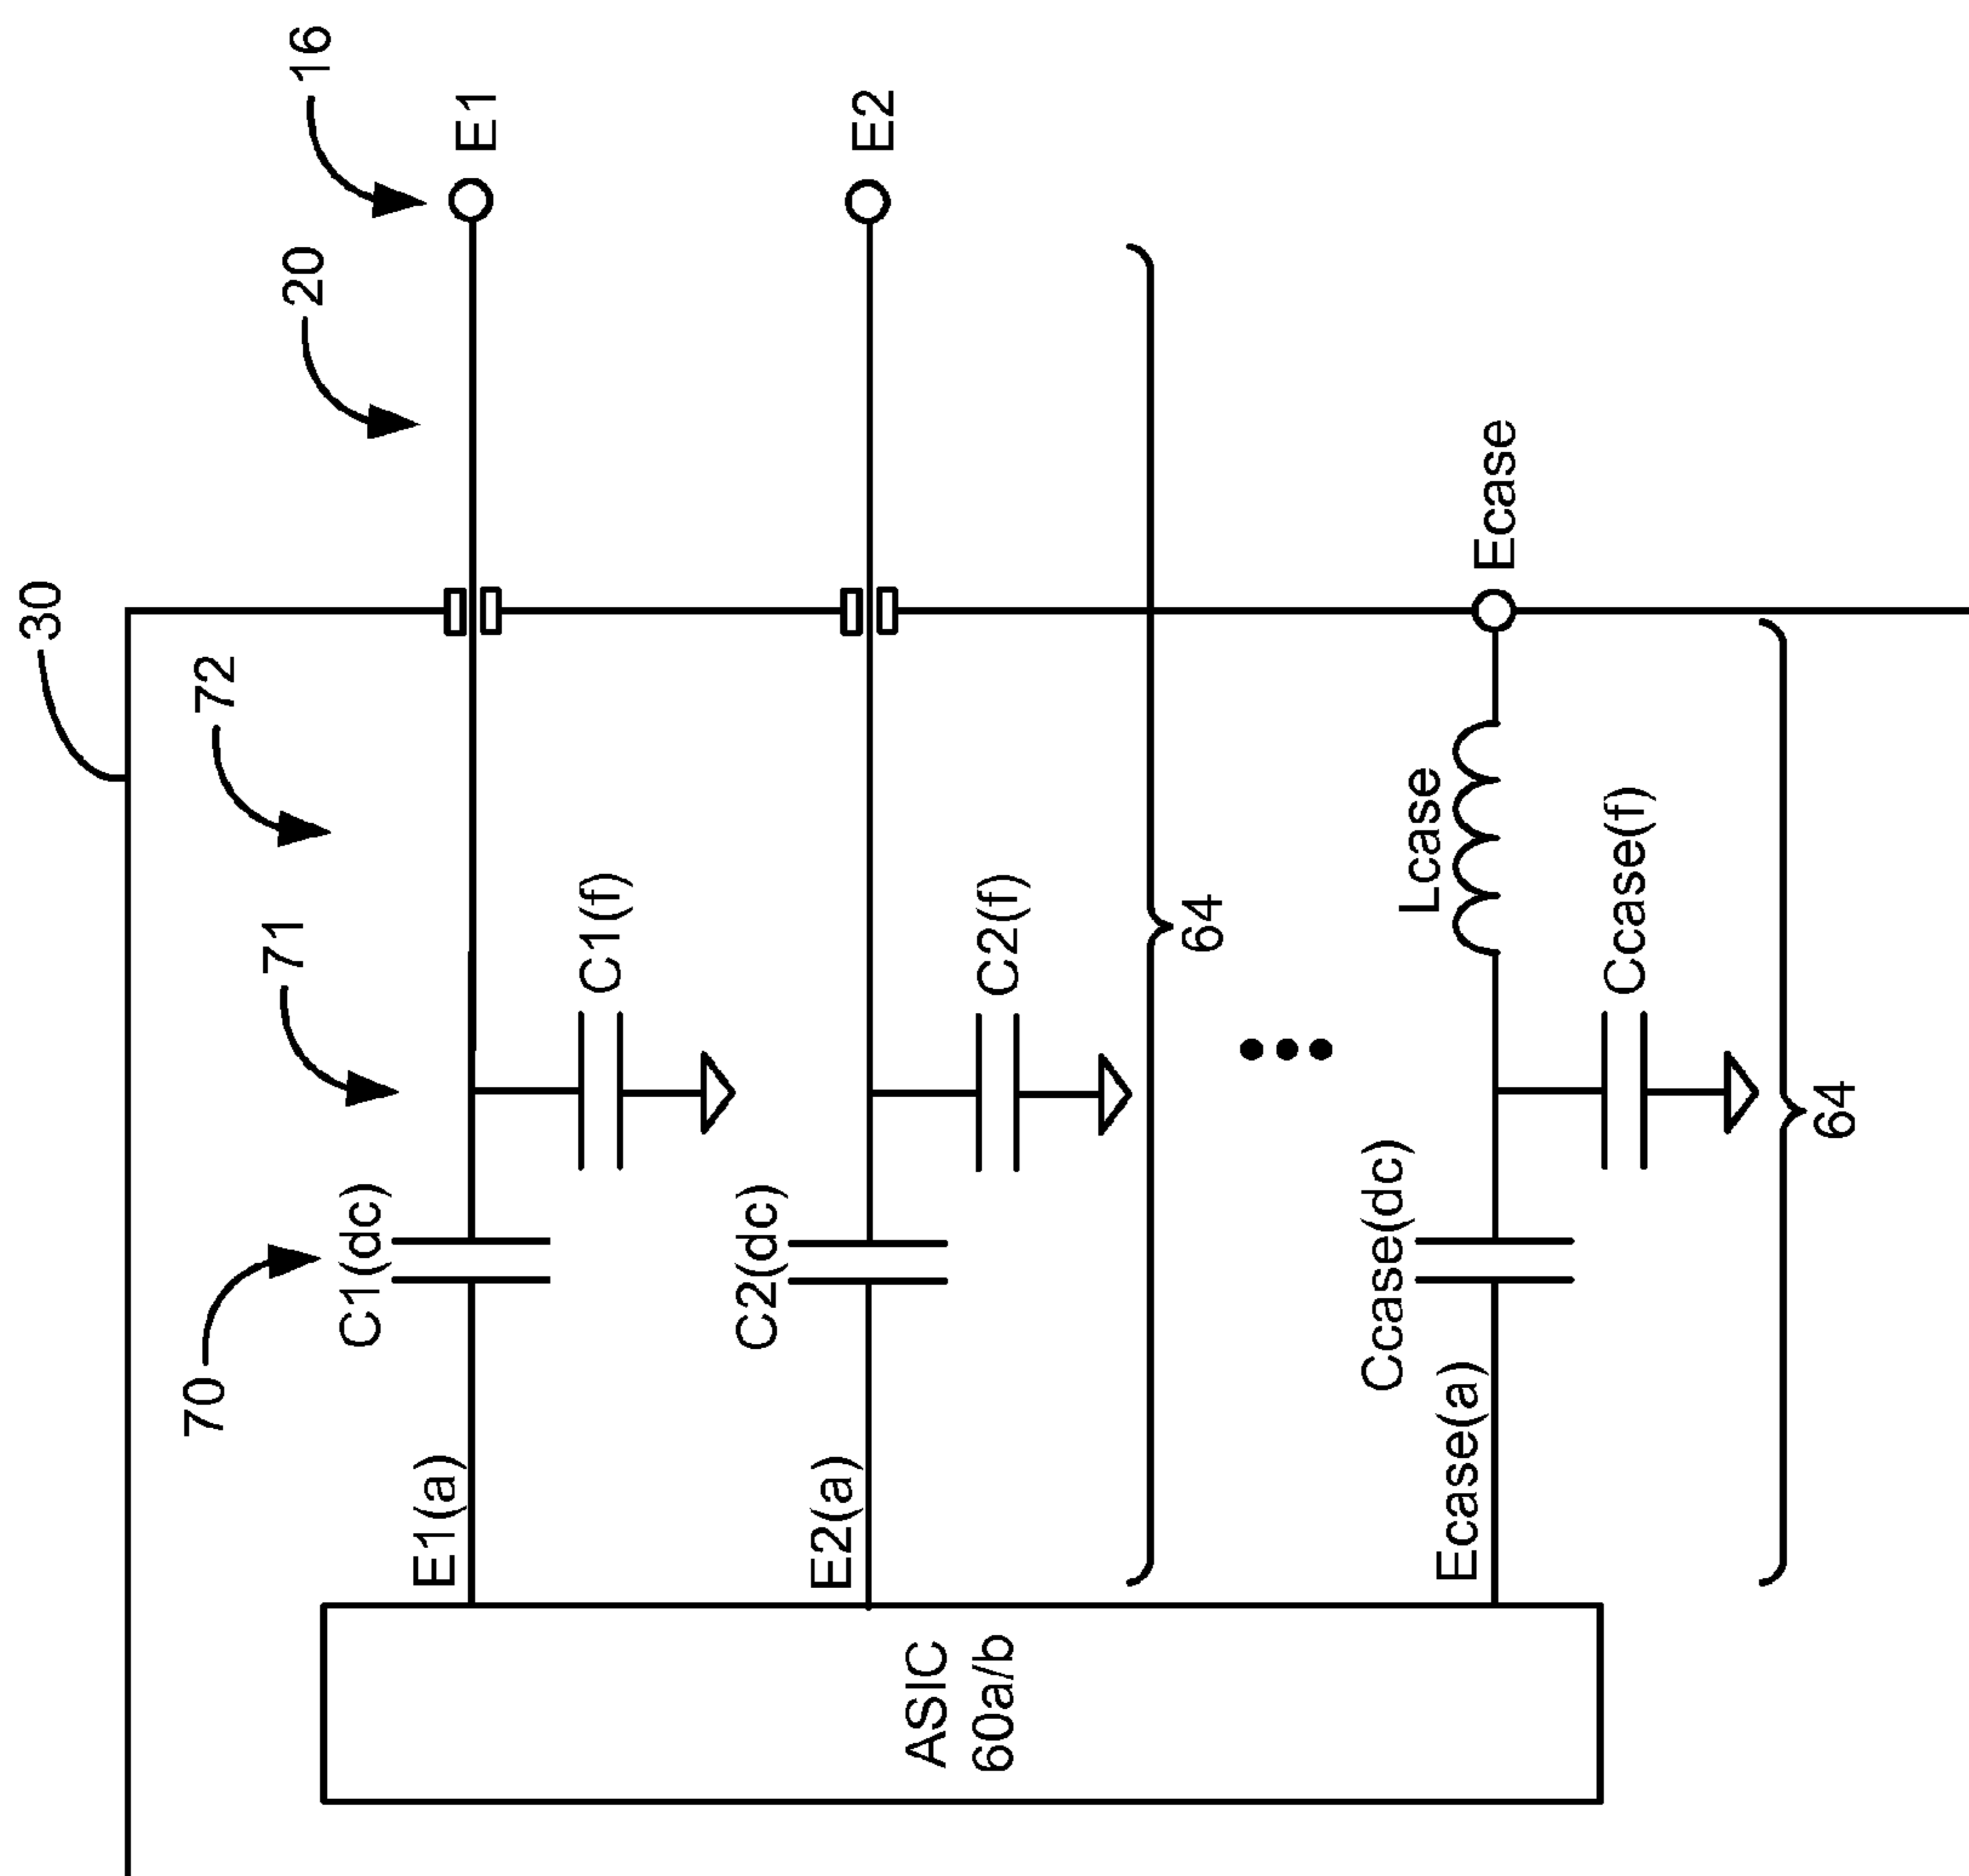 30
16
20
72
71
70
E1
E1(a)
C1(dc)
C1(f)
E2
E2(a)
C2(dc)
C2(f)
64
Ecase
Lcase
Ecase(a)
Ccase(dc)
Ccase(f)
64
ASIC
60a/b